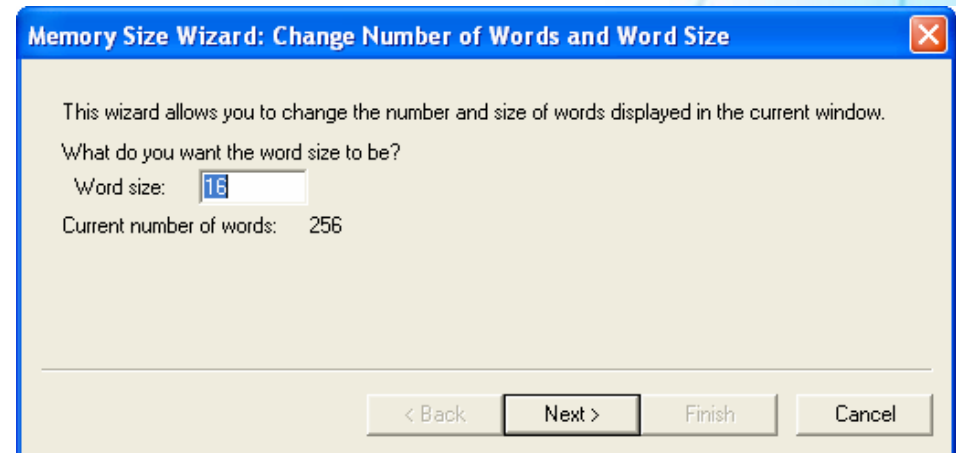 Memory Size Wizard: Change Number of Words and Word Size
This wizard allows you to change the number and size of words displayed in the current window.
What do you want the word size to be?
Word size: 16
Current number of words: 256
< Back Next > Finish Cancel